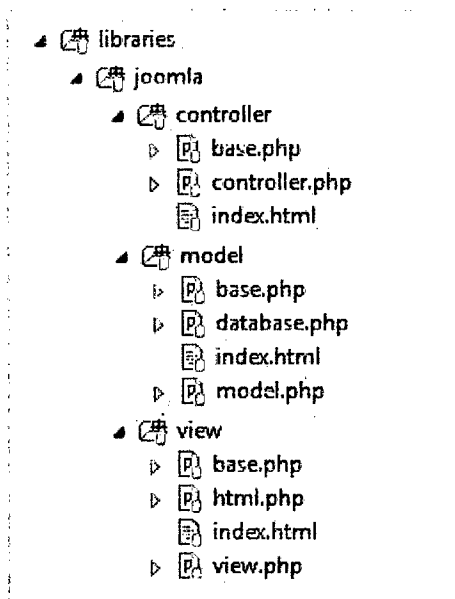 libraries
joomla
controller
base.php
controller.php
index.html
model
base.php
database.php
index.html
model.php
view
base.php
html.php
index.html
view.php